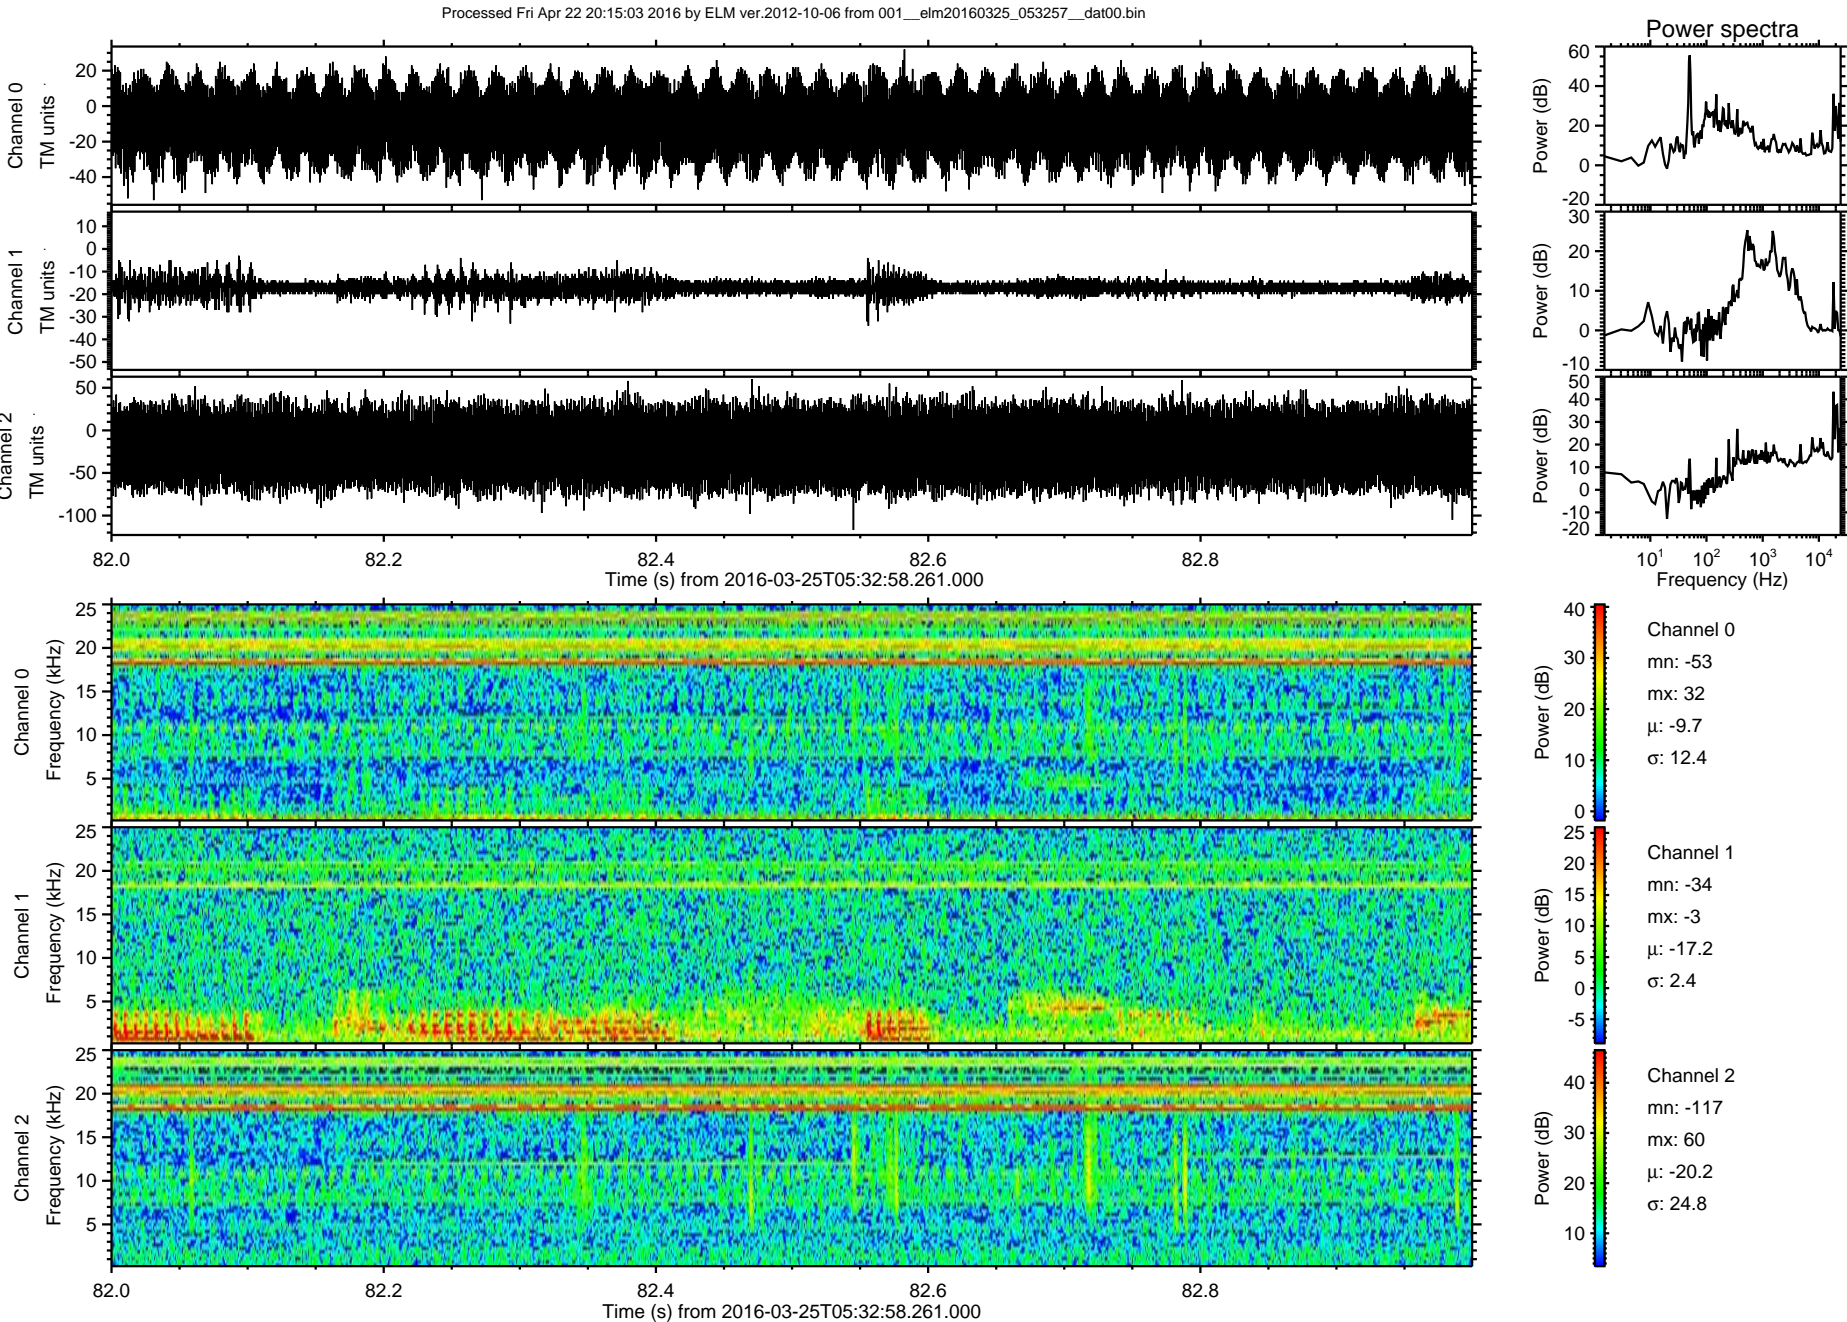 Processed Fri Apr 22 20:15:03 2016 by ELM ver.2012-10-06 from 001__elm20160325_053257__dat00.bin
Power spectra
Channel 0
TM units
20
0
-20
-40
Power (dB)
60
40
20
0
-20
Channel 1
TM units
10
0
-10
-20
-30
-40
-50
Power (dB)
30
20
10
0
-10
Channel 2
TM units
50
0
-50
-100
Power (dB)
50
40
30
20
10
0
-10
-20
82.0 82.2 82.4 82.6 82.8
Time (s) from 2016-03-25T05:32:58.261.000
10^1 10^2 10^3 10^4
Frequency (Hz)
Channel 0
Frequency (kHz)
25
20
15
10
5
Power (dB)
40
30
20
10
0
Channel 0
mn: -53
mx: 32
μ: -9.7
σ: 12.4
Channel 1
Frequency (kHz)
25
20
15
10
5
Power (dB)
25
20
15
10
5
0
-5
Channel 1
mn: -34
mx: -3
μ: -17.2
σ: 2.4
Channel 2
Frequency (kHz)
25
20
15
10
5
Power (dB)
40
30
20
10
Channel 2
mn: -117
mx: 60
μ: -20.2
σ: 24.8
82.0 82.2 82.4 82.6 82.8
Time (s) from 2016-03-25T05:32:58.261.000